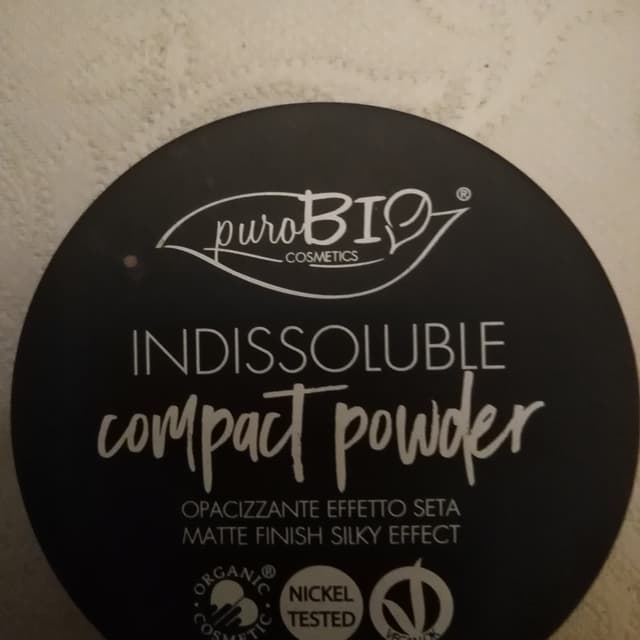 puroBIO®
COSMETICS
INDISSOLUBLE
compact powder
OPACIZZANTE EFFETTO SETA
MATTE FINISH SILKY EFFECT
ORGANIC ®
COSMETIC
NICKEL
TESTED